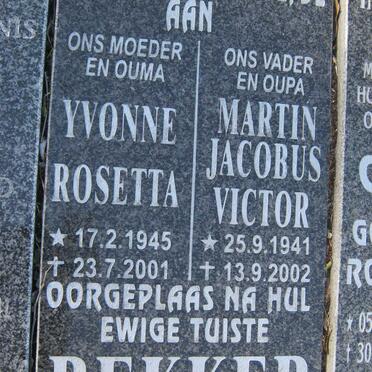 AAN
ONS MOEDER
EN OUMA
YVONNE
ROSETTA
★ 17.2.1945
✝ 23.7.2001
ONS VADER
EN OUPA
MARTIN
JACOBUS
VICTOR
★ 25.9.1941
✝ 13.9.2002
OORGEPLAAS NA HUL
EWIGE TUISTE
BEKKER